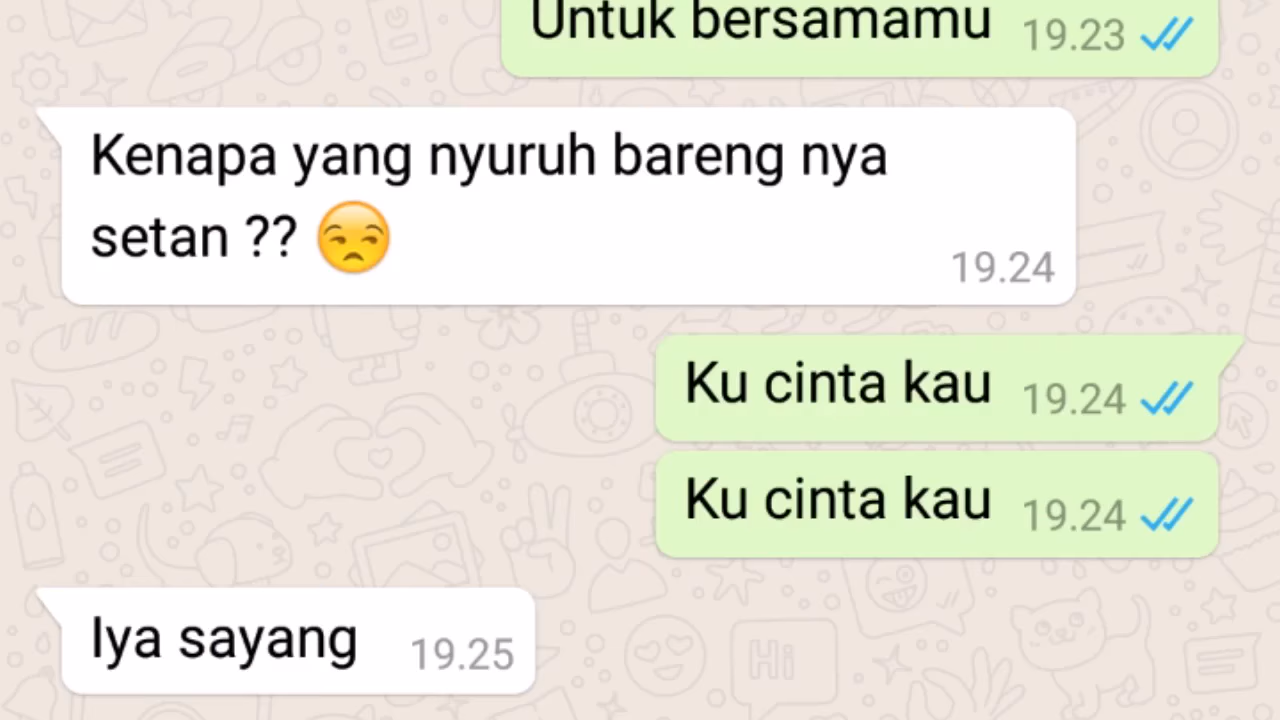 Untuk bersamamu 19.23
Kenapa yang nyuruh bareng nya
setan ?? 😒
19.24
Ku cinta kau 19.24
Ku cinta kau 19.24
Iya sayang 19.25
Hi